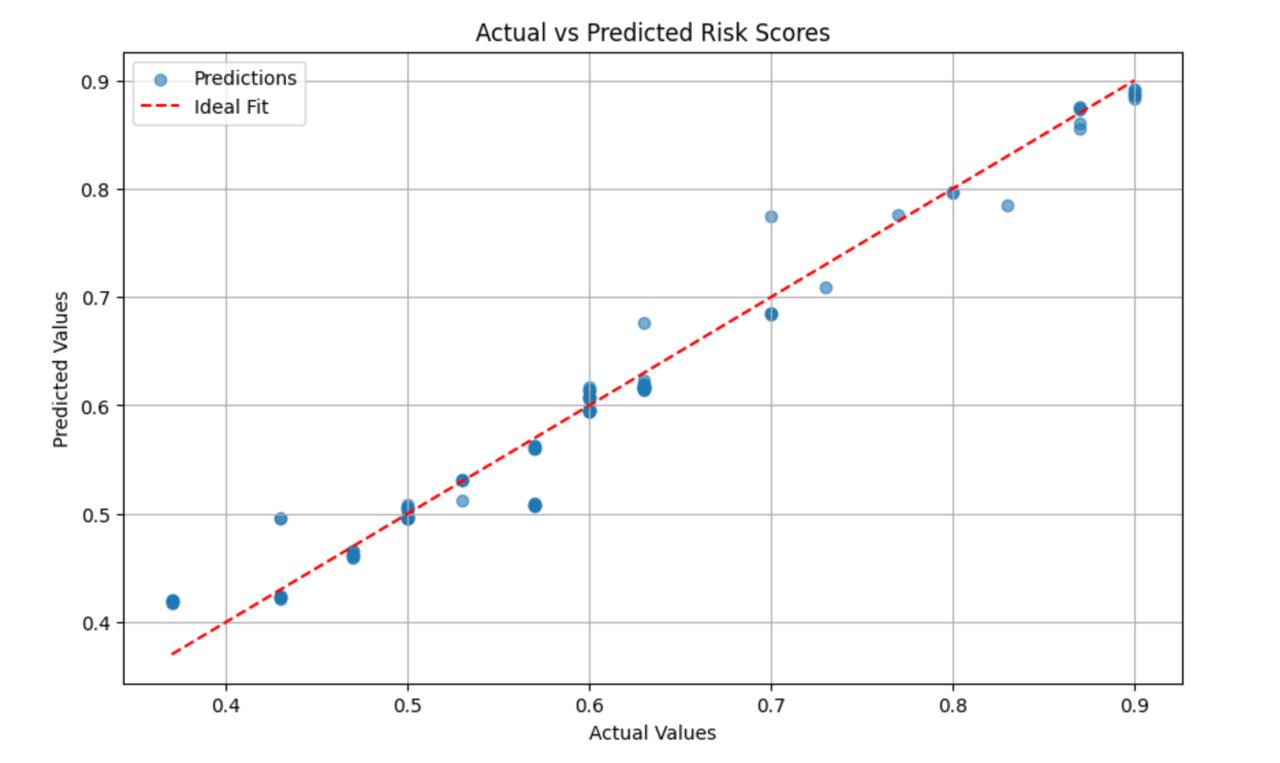 Actual vs Predicted Risk Scores
Predictions
Ideal Fit
Predicted Values
0.9
0.8
0.7
0.6
0.5
0.4
0.4 0.5 0.6 0.7 0.8 0.9
Actual Values